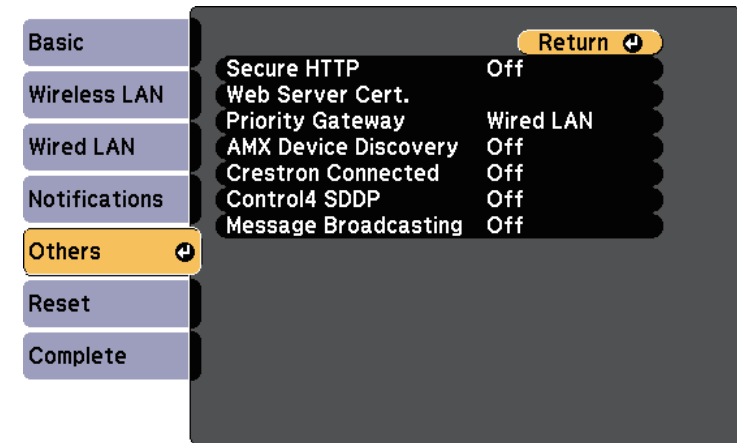 Basic
Wireless LAN
Wired LAN
Notifications
Others
Reset
Complete
Return
Secure HTTP Off
Web Server Cert.
Priority Gateway Wired LAN
AMX Device Discovery Off
Crestron Connected Off
Control4 SDDP Off
Message Broadcasting Off